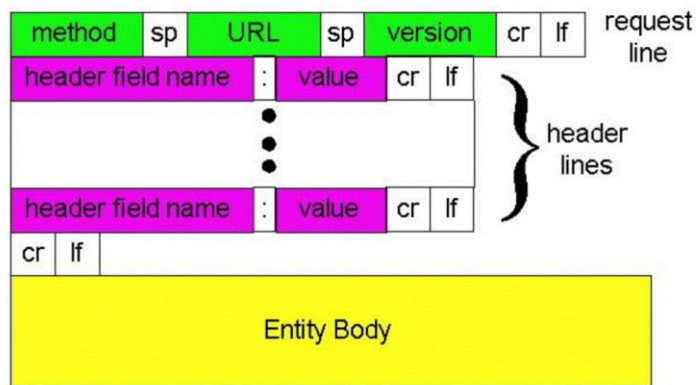 method sp URL sp version cr lf request line
header field name : value cr lf
header lines
header field name : value cr lf
cr lf
Entity Body